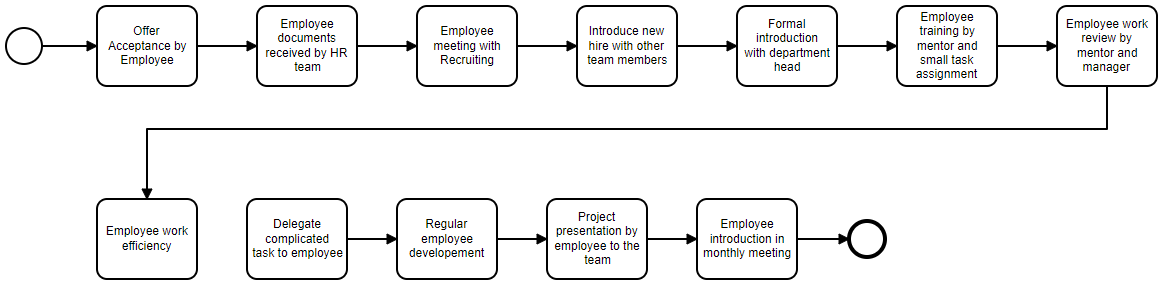 Offer
Acceptance by
Employee
Employee
documents
received by HR
team
Employee
meeting with
Recruiting
Introduce new
hire with other
team members
Formal
introduction
with department
head
Employee
training by
mentor and
small task
assignment
Employee work
review by
mentor and
manager
Employee work
efficiency
Delegate
complicated
task to employee
Regular
employee
developement
Project
presentation by
employee to the
team
Employee
introduction in
monthly meeting